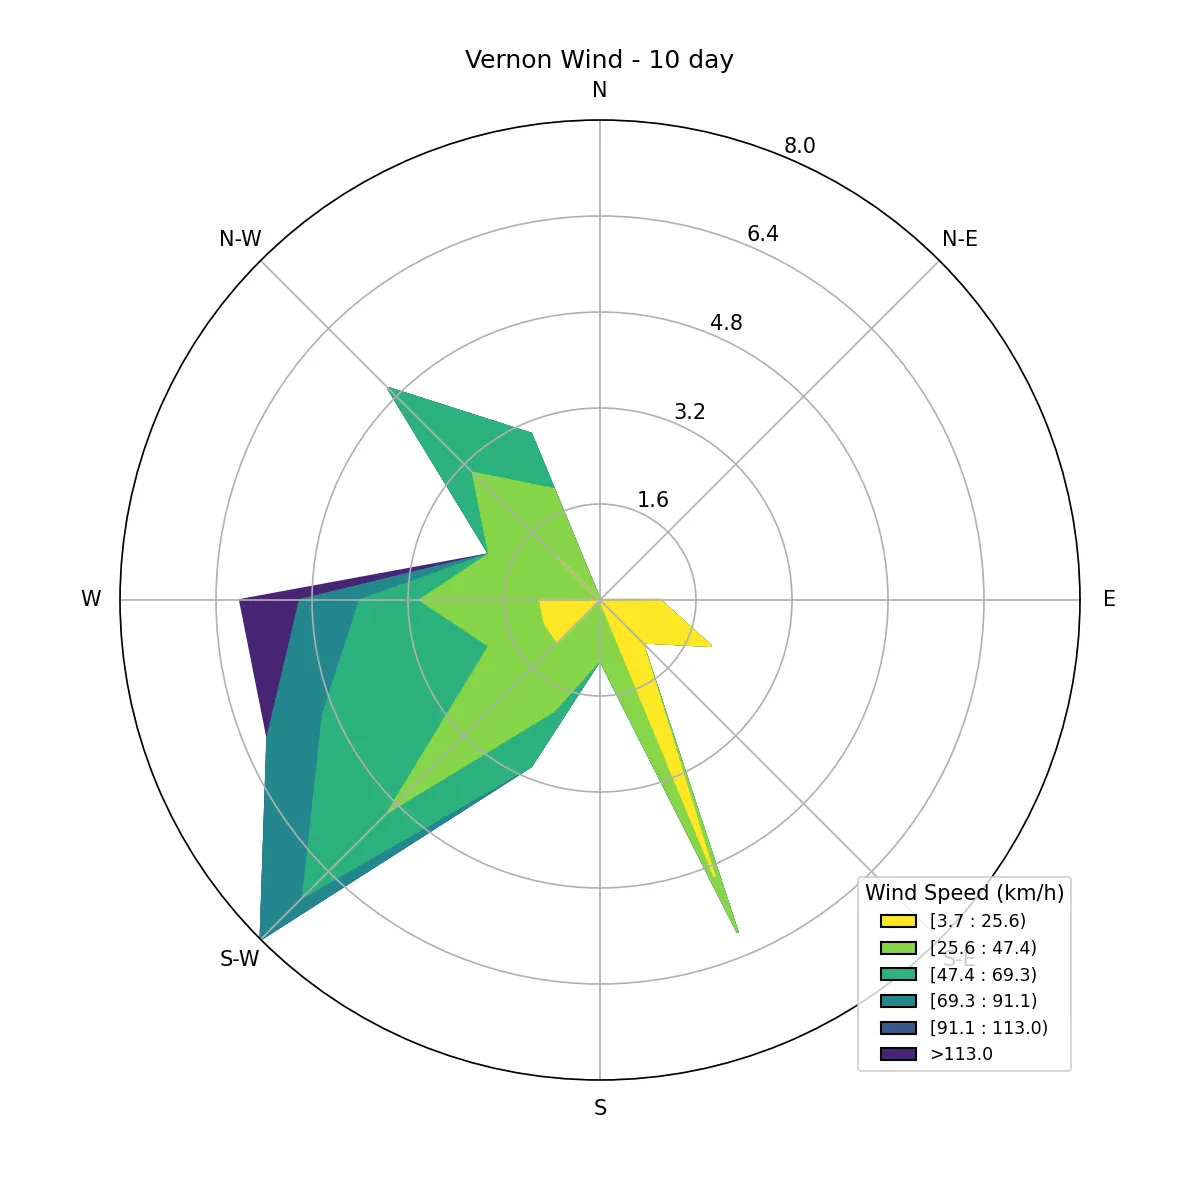 Vernon Wind - 10 day
N
8.0
N-W
6.4
N-E
4.8
3.2
1.6
W
E
S-W
S-E
Wind Speed (km/h)
[3.7 : 25.6)
[25.6 : 47.4)
[47.4 : 69.3)
[69.3 : 91.1)
[91.1 : 113.0)
>113.0
S